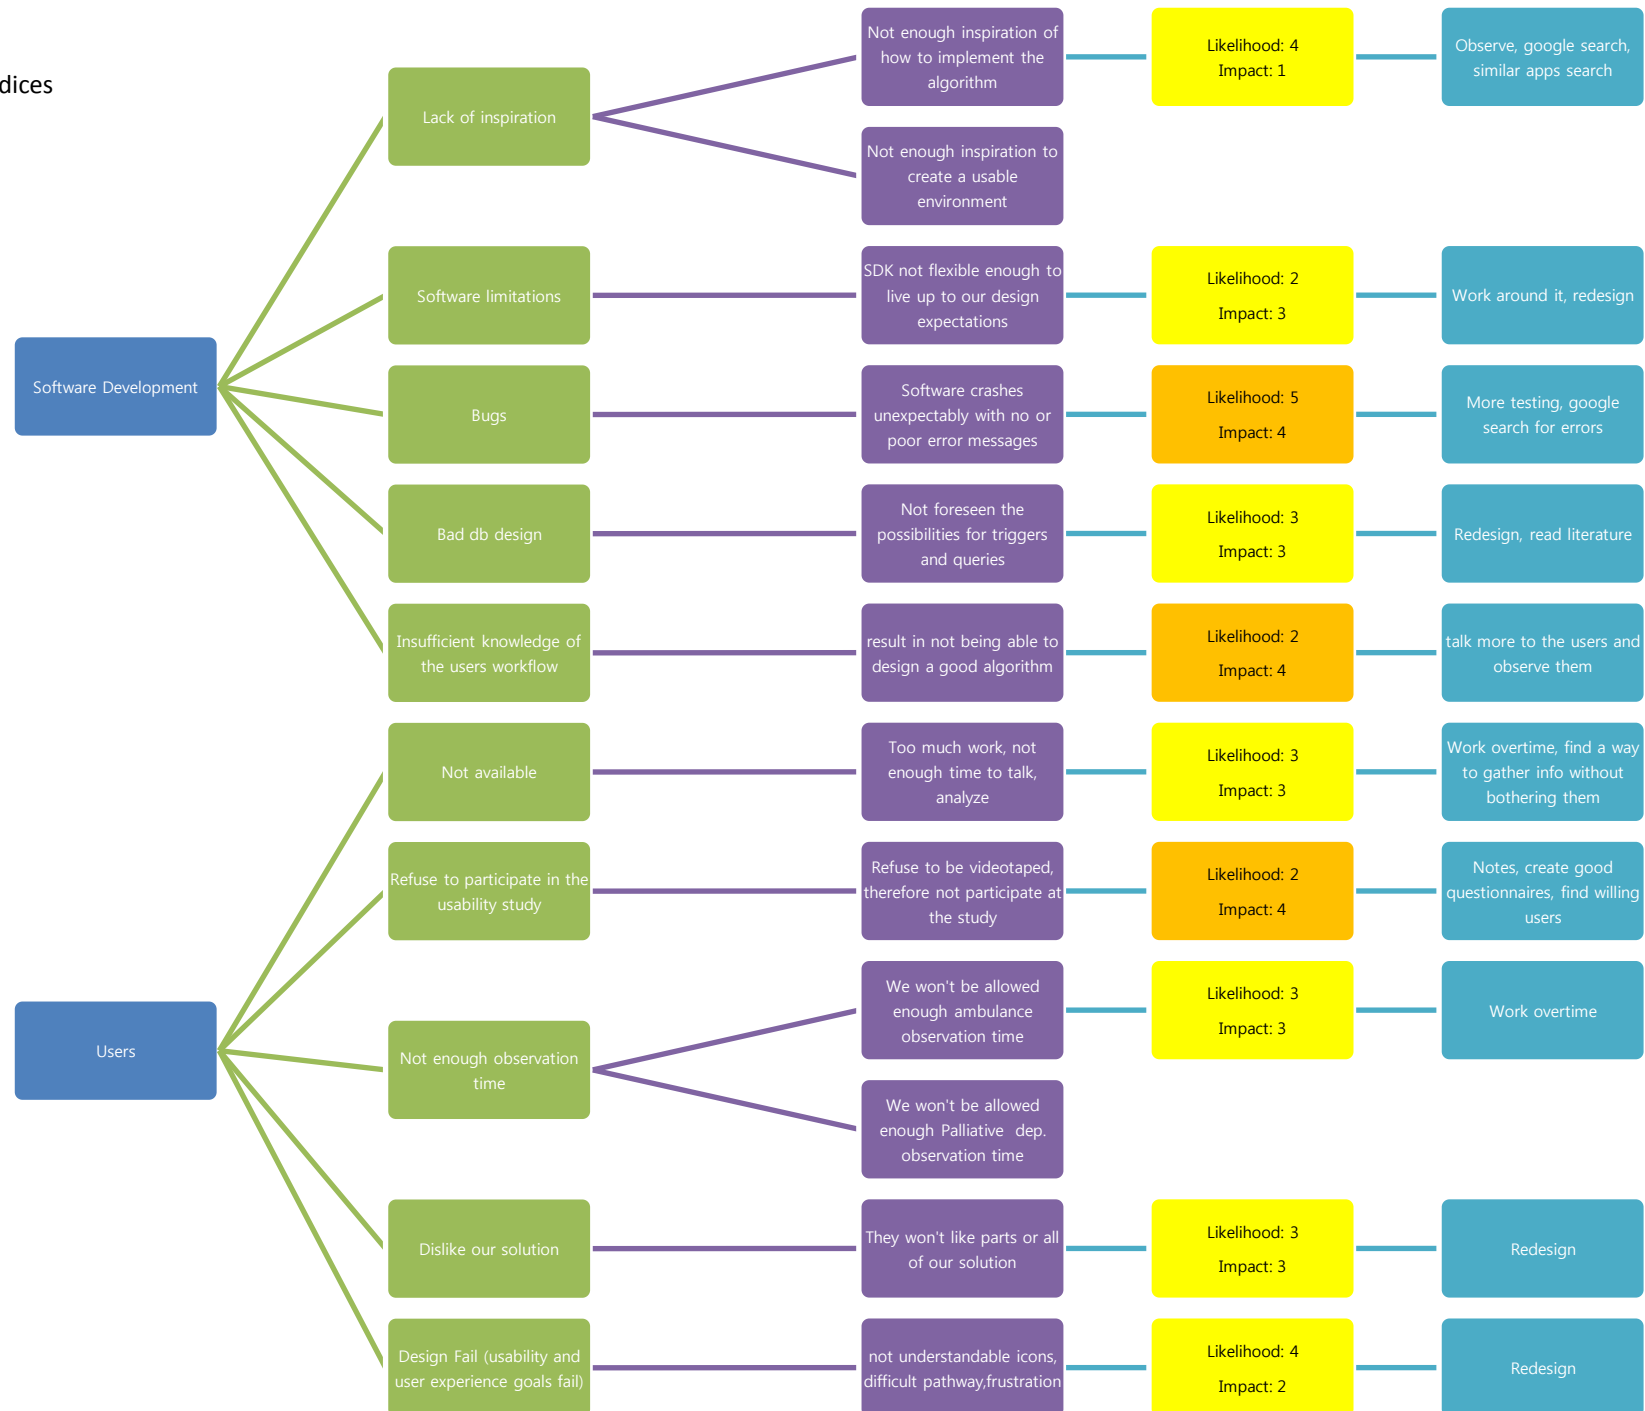 dices
Not enough inspiration of
how to implement the
algorithm
Likelihood: 4
Impact: 1
Observe, google search,
similar apps search
Lack of inspiration
Not enough inspiration to
create a usable
environment
Software limitations
SDK not flexible enough to
live up to our design
expectations
Likelihood: 2
Impact: 3
Work around it, redesign
Software Development
Bugs
Software crashes
unexpectably with no or
poor error messages
Likelihood: 5
Impact: 4
More testing, google
search for errors
Bad db design
Not foreseen the
possibilities for triggers
and queries
Likelihood: 3
Impact: 3
Redesign, read literature
Insufficient knowledge of
the users workflow
result in not being able to
design a good algorithm
Likelihood: 2
Impact: 4
talk more to the users and
observe them
Not available
Too much work, not
enough time to talk,
analyze
Likelihood: 3
Impact: 3
Work overtime, find a way
to gather info without
bothering them
Refuse to participate in the
usability study
Refuse to be videotaped,
therefore not participate at
the study
Likelihood: 2
Impact: 4
Notes, create good
questionnaires, find willing
users
Users
Not enough observation
time
We won't be allowed
enough ambulance
observation time
Likelihood: 3
Impact: 3
Work overtime
We won't be allowed
enough Palliative dep.
observation time
Dislike our solution
They won't like parts or all
of our solution
Likelihood: 3
Impact: 3
Redesign
Design Fail (usability and
user experience goals fail)
not understandable icons,
difficult pathway,frustration
Likelihood: 4
Impact: 2
Redesign